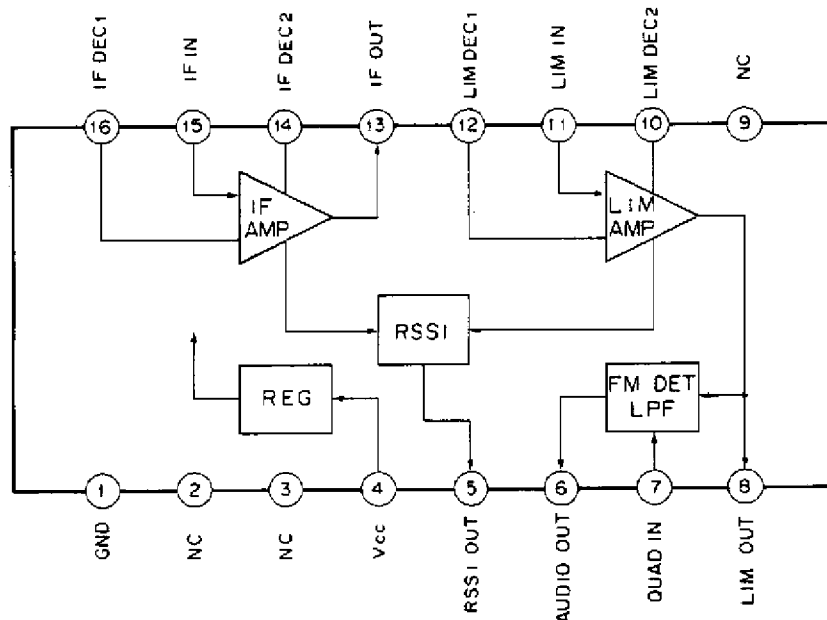 IF DEC1
IF IN
IF DEC2
IF OUT
LIM DEC1
LIM IN
LIM DEC2
NC
16
15
14
13
12
11
10
9
IF
AMP
LIM
AMP
RSSI
REG
FM DET
LPF
1
2
3
4
5
6
7
8
GND
NC
NC
Vcc
RSSI OUT
AUDIO OUT
QUAD IN
LIM OUT